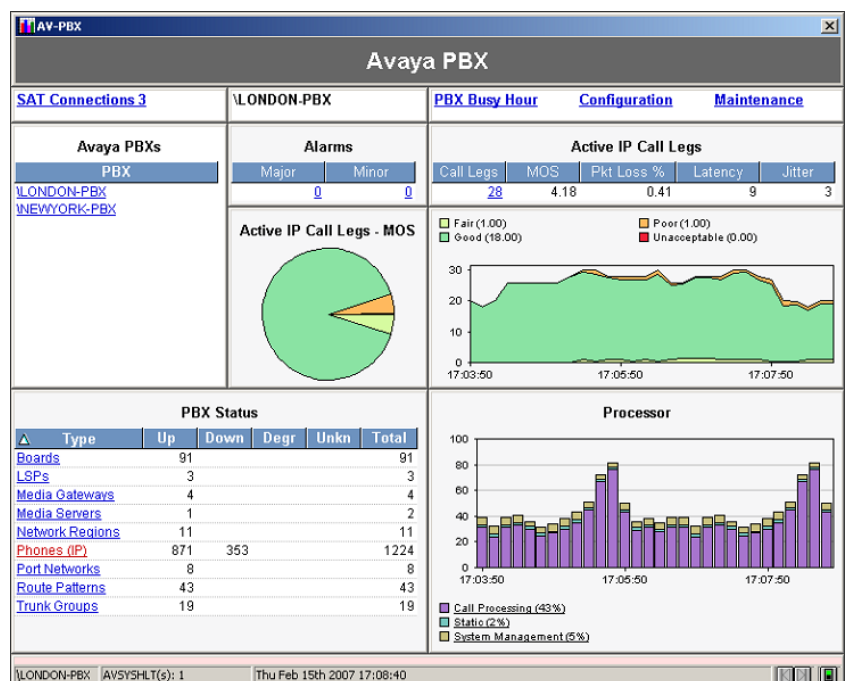 AV-PBX
Avaya PBX
SAT Connections 3
\LONDON-PBX
PBX Busy Hour Configuration Maintenance
Avaya PBXs
PBX
\LONDON-PBX
\NEWYORK-PBX
Alarms
Major Minor
0 0
Active IP Call Legs
Call Legs MOS Pkt Loss % Latency Jitter
28 4.18 0.41 9 3
Active IP Call Legs - MOS
Fair (1.00) Poor (1.00)
Good (18.00) Unacceptable (0.00)
30
20
10
0
17:03:50 17:05:50 17:07:50
PBX Status
Type Up Down Degr Unkn Total
Boards 91 91
LSPs 3 3
Media Gateways 4 4
Media Servers 1 2
Network Regions 11 11
Phones (IP) 871 353 1224
Port Networks 8 8
Route Patterns 43 43
Trunk Groups 19 19
Processor
100
80
60
40
20
0
17:03:50 17:05:50 17:07:50
Call Processing (43%)
Static (2%)
System Management (5%)
\LONDON-PBX AVSYSHLT(s): 1 Thu Feb 15th 2007 17:08:40